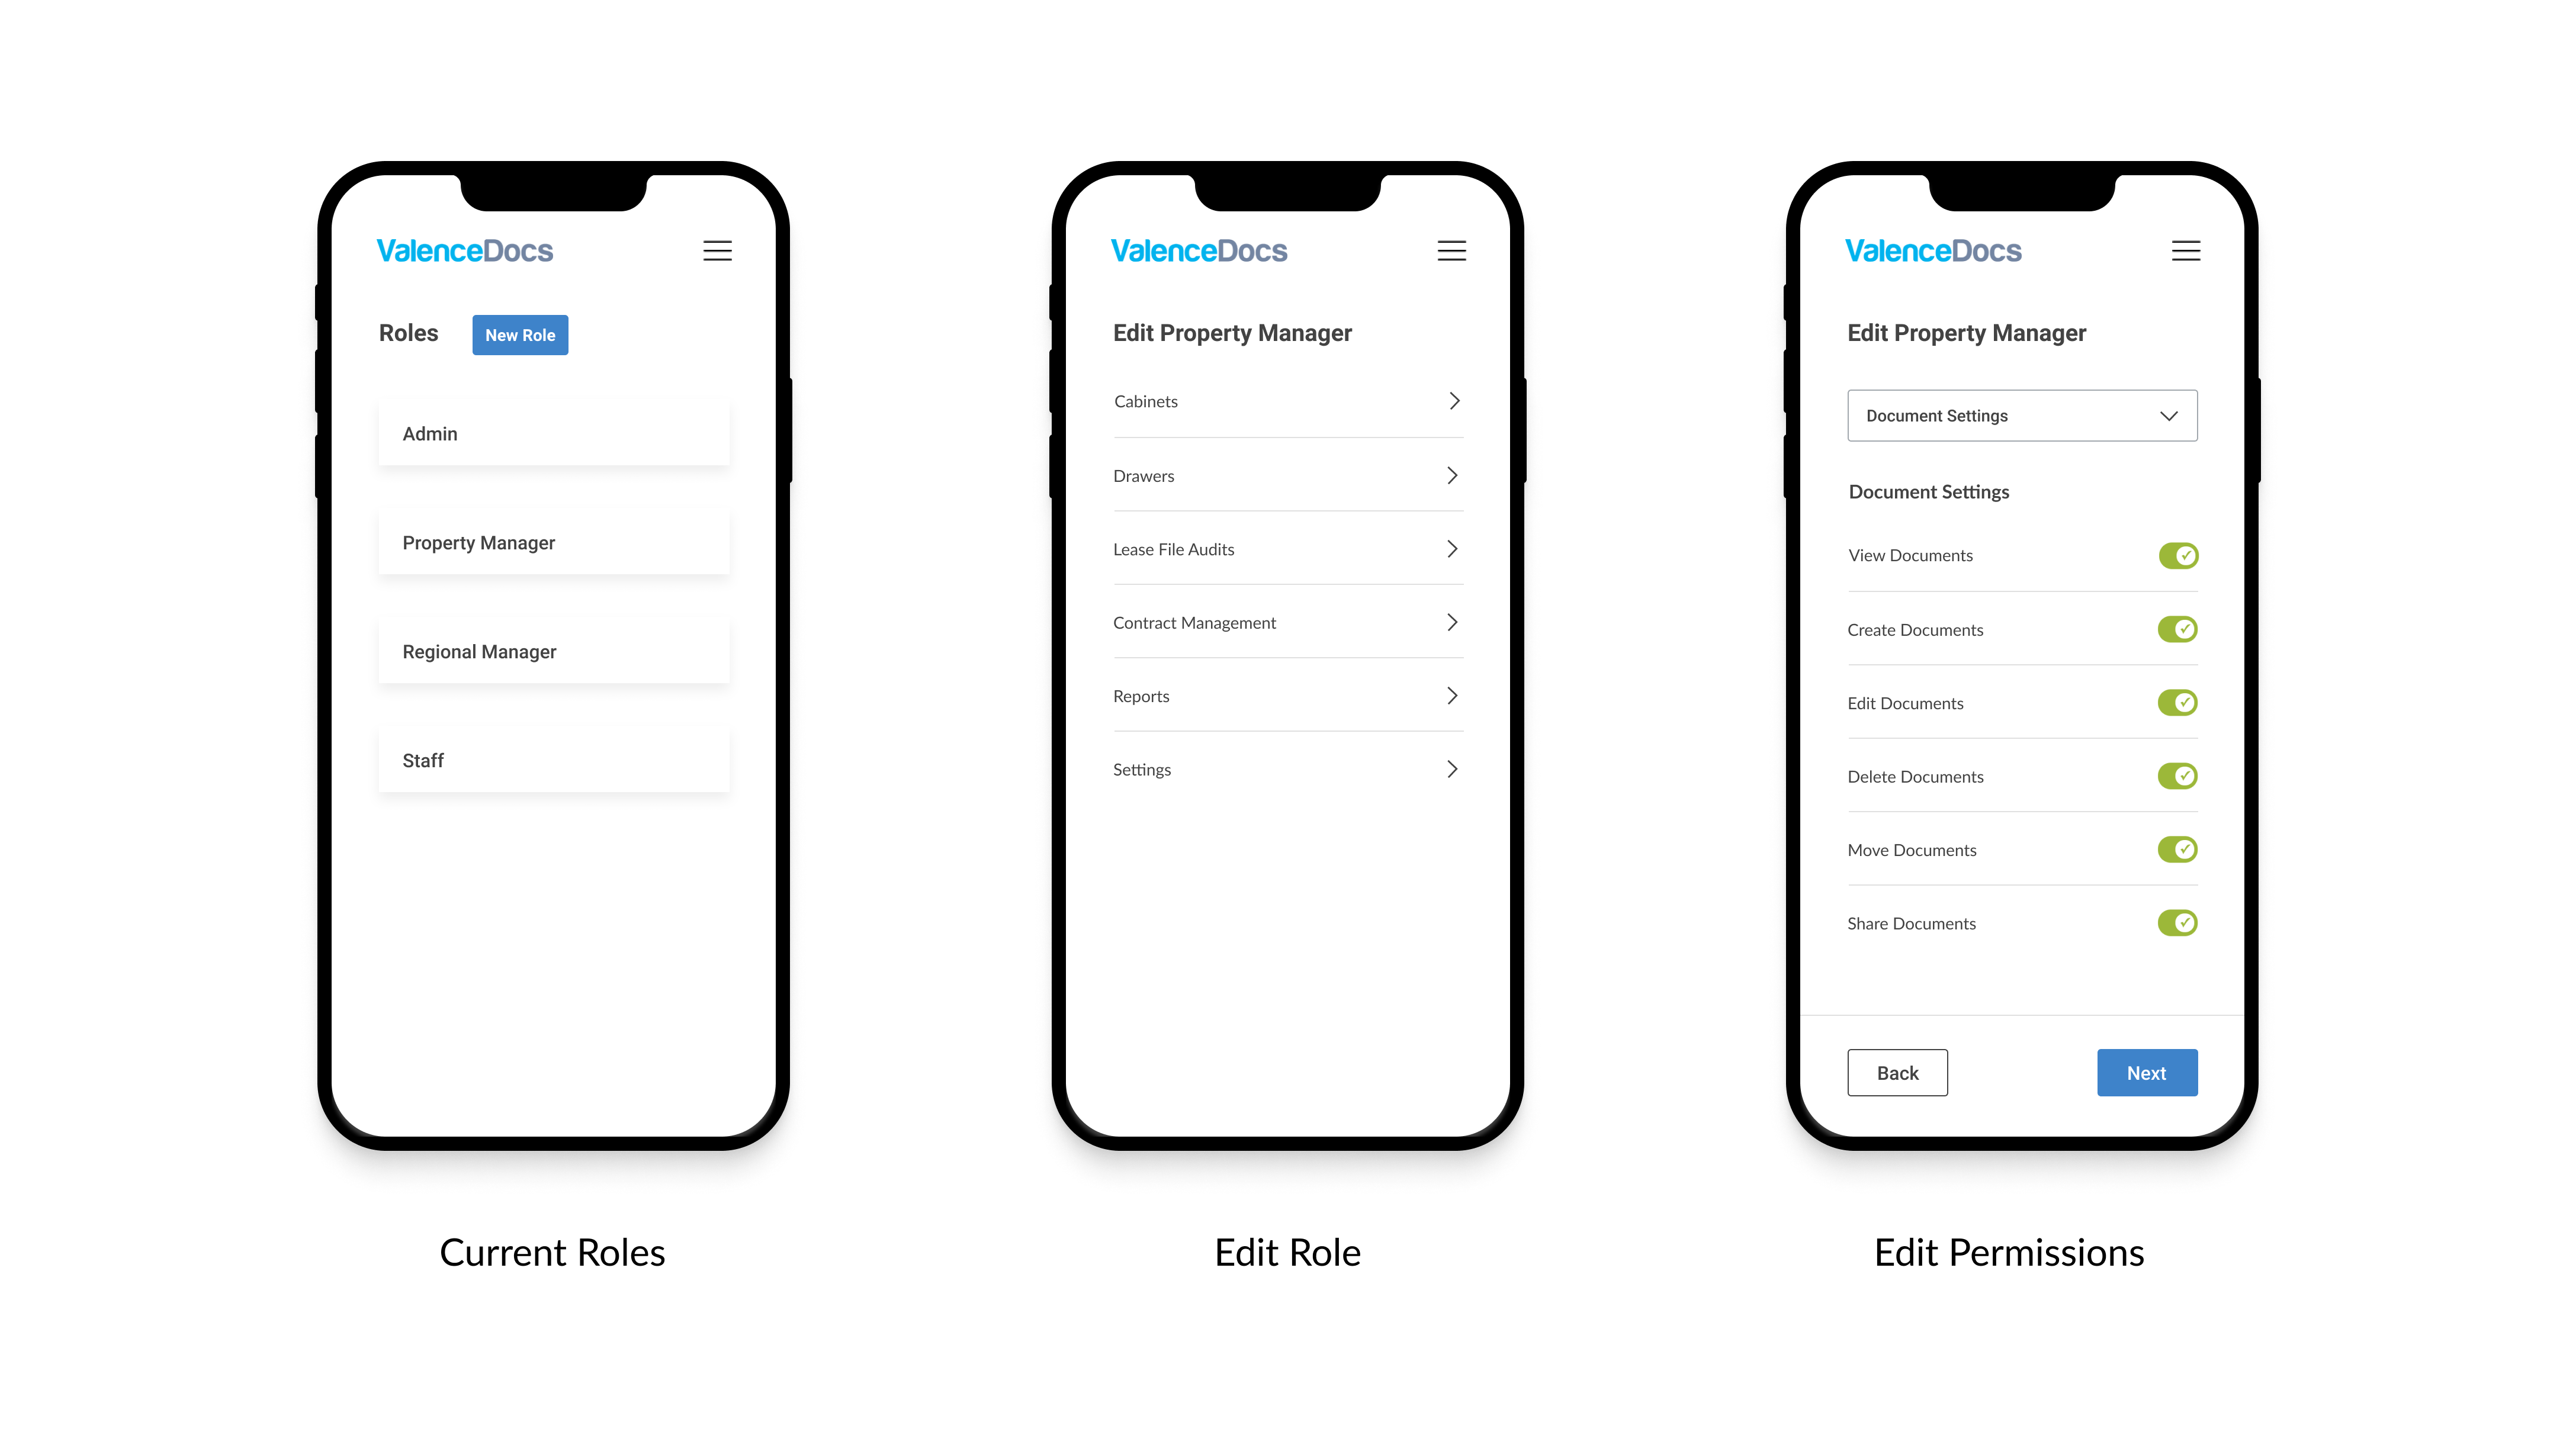 ValenceDocs
Roles
New Role
Admin
Property Manager
Regional Manager
Staff
Current Roles
ValenceDocs
Edit Property Manager
Cabinets
Drawers
Lease File Audits
Contract Management
Reports
Settings
Edit Role
ValenceDocs
Edit Property Manager
Document Settings
Document Settings
View Documents
Create Documents
Edit Documents
Delete Documents
Move Documents
Share Documents
Back
Next
Edit Permissions